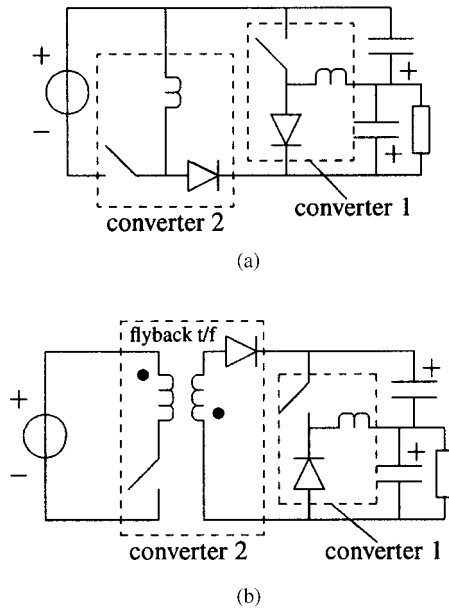 +
−
+
+
converter 1
converter 2
(a)
flyback t/f
+
−
+
+
converter 1
converter 2
(b)